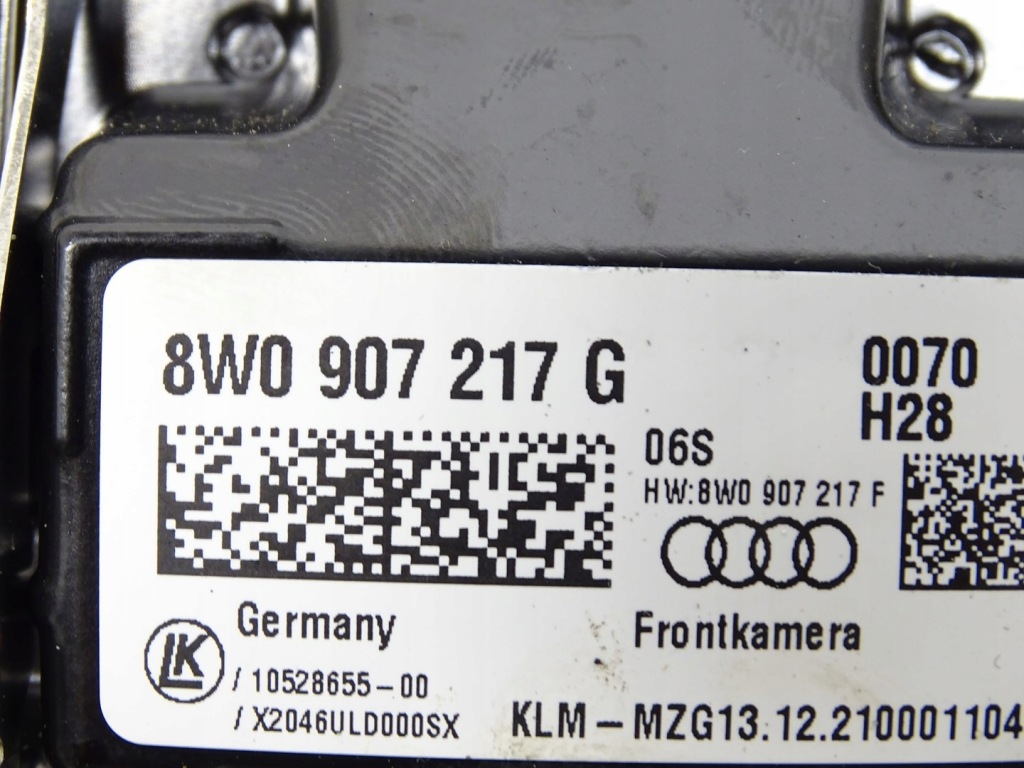 8W0 907 217 G
0070
H28
06S
HW:8W0 907 217 F
Germany
Frontkamera
LK
/ 10528655-00
/ X2046ULD000SX
KLM-MZG13.12.210001104